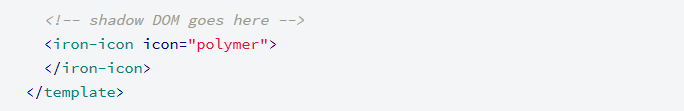 <!-- shadow DOM goes here -->
<iron-icon icon="polymer">
</iron-icon>
</template>